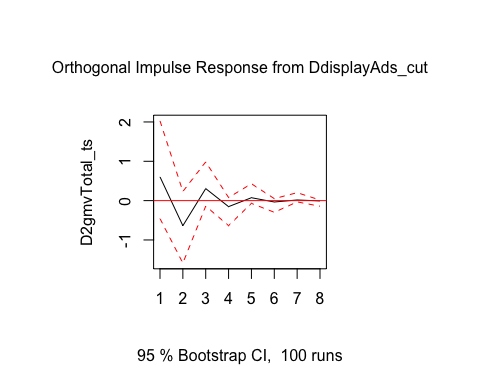 Orthogonal Impulse Response from DdisplayAds_cut
D2gmvTotal_ts
2
1
0
-1
1 2 3 4 5 6 7 8
95 % Bootstrap CI, 100 runs